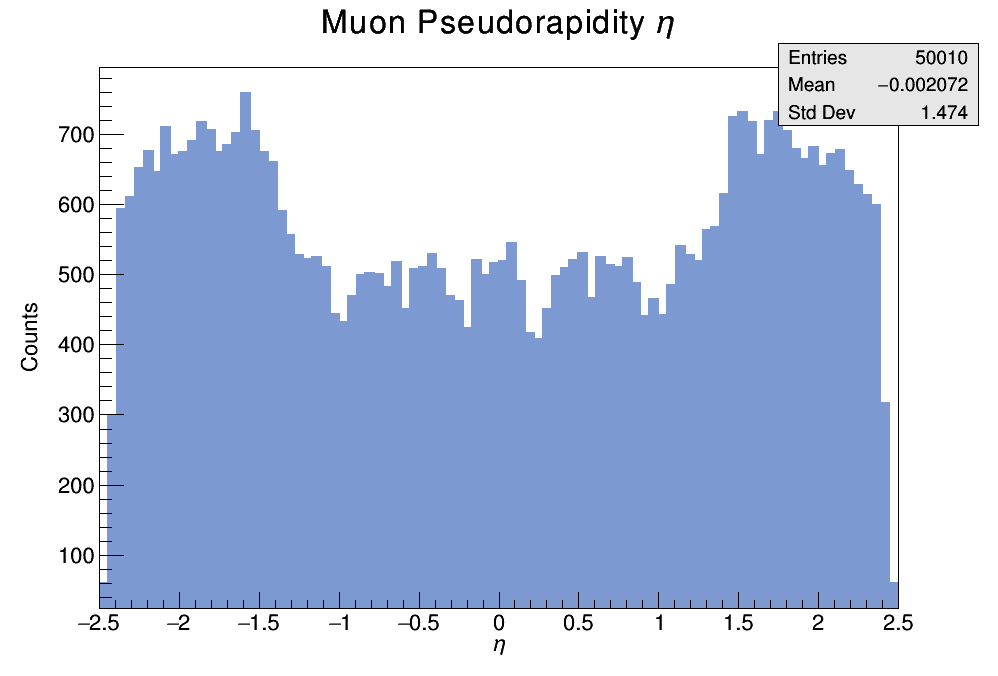 Muon Pseudorapidity η
Entries 50010
Mean −0.002072
Std Dev 1.474
700
600
500
400
300
200
100
Counts
−2.5 −2 −1.5 −1 −0.5 0 0.5 1 1.5 2 2.5
η